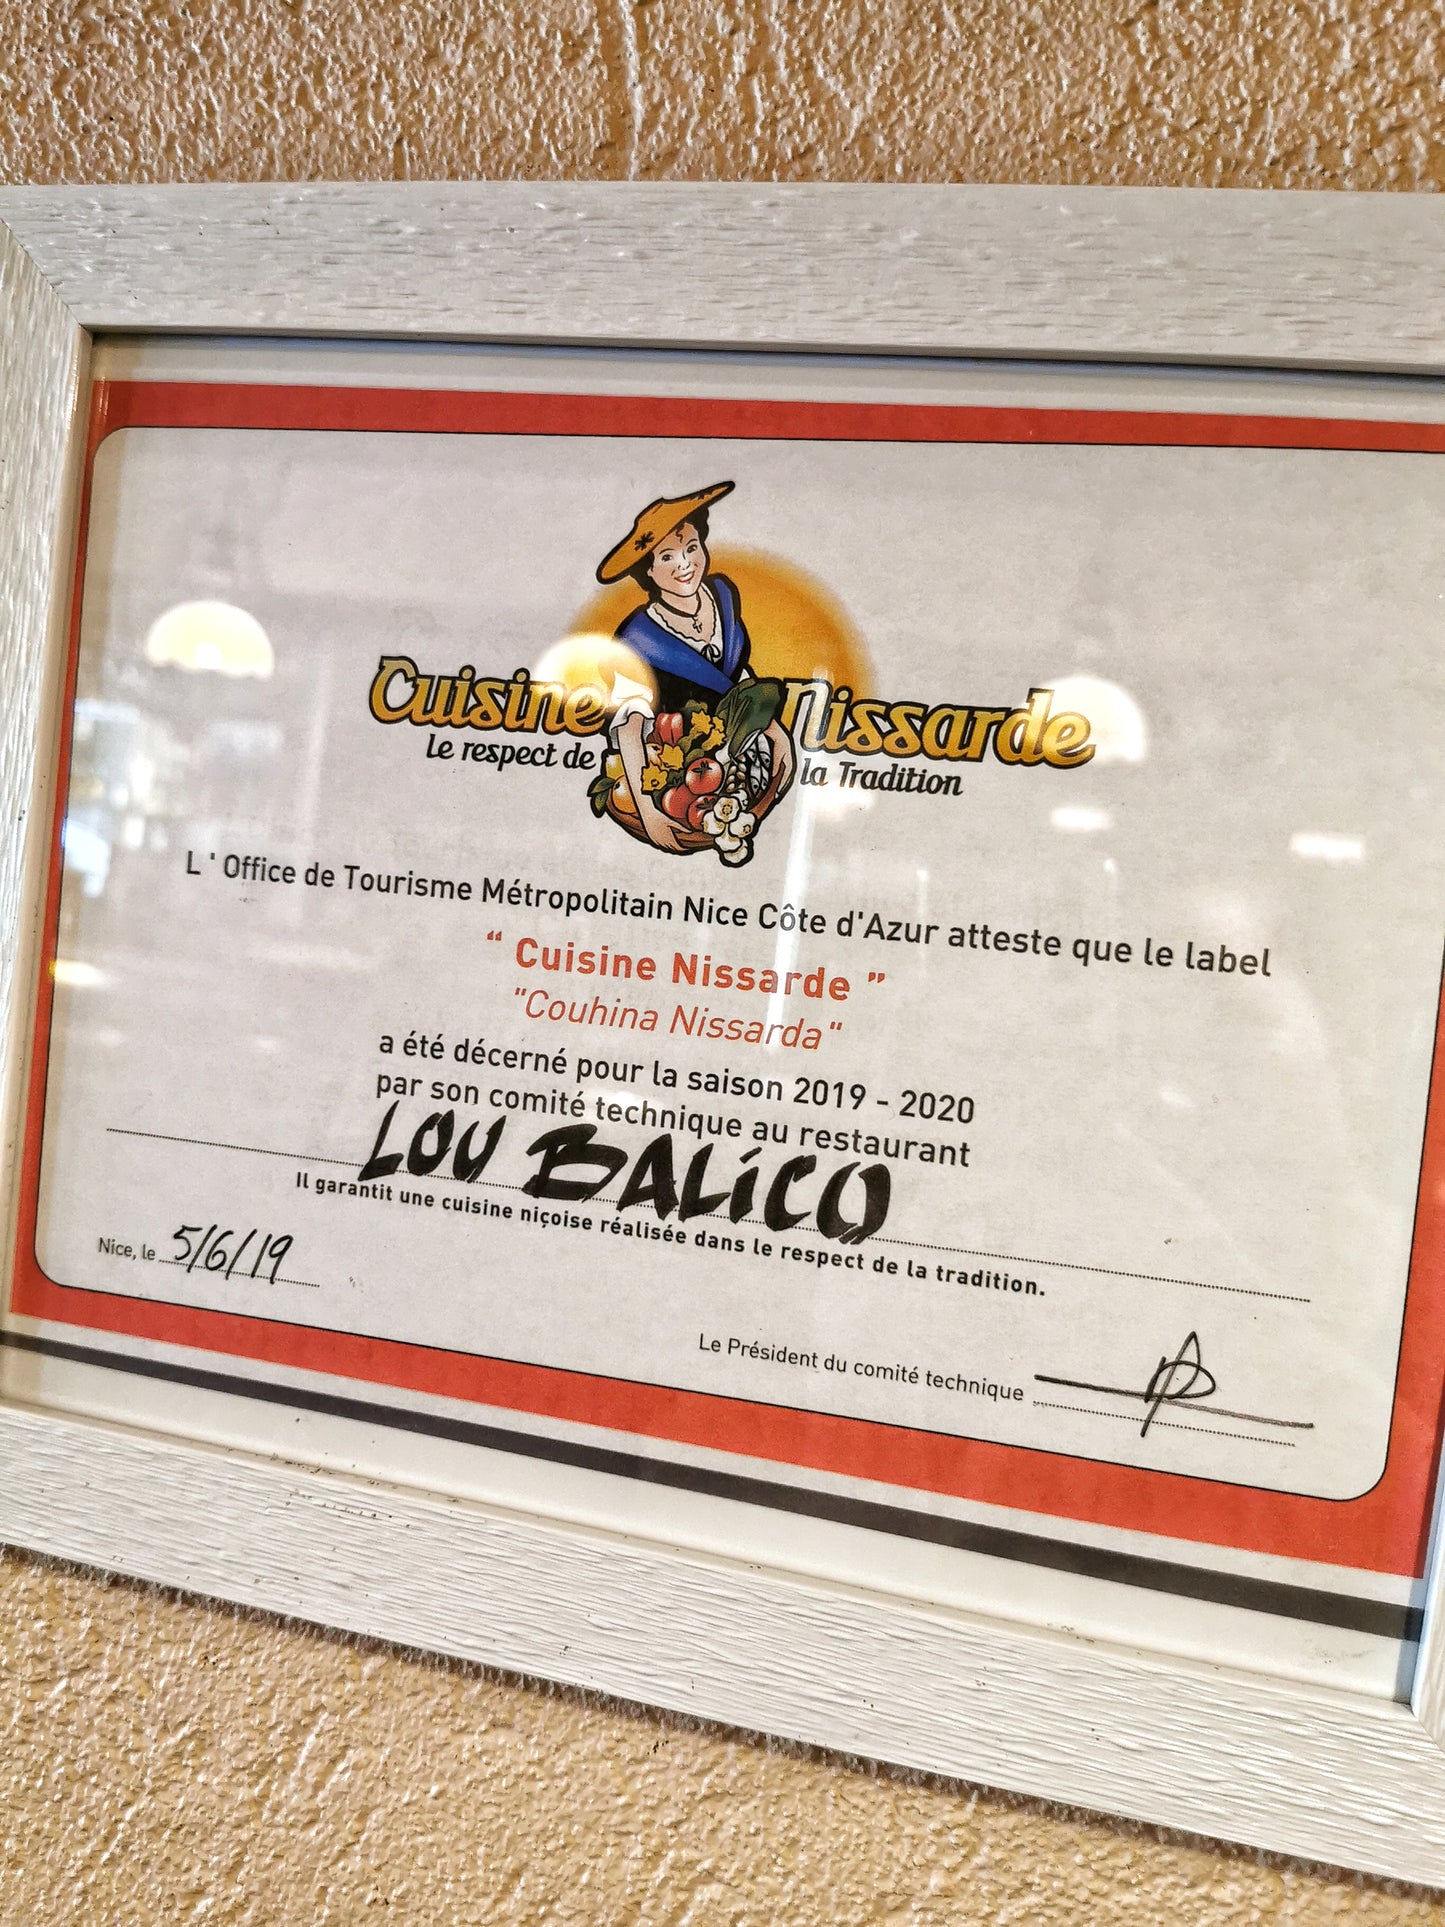 Cuisine Nissarde
Le respect de la Tradition
L'Office de Tourisme Métropolitain Nice Côte d'Azur atteste que le label
“ Cuisine Nissarde ”
"Couhina Nissarda"
a été décerné pour la saison 2019 - 2020
par son comité technique au restaurant
LOU BALiCO
Il garantit une cuisine niçoise réalisée dans le respect de la tradition.
Nice, le 5/6/19
Le Président du comité technique